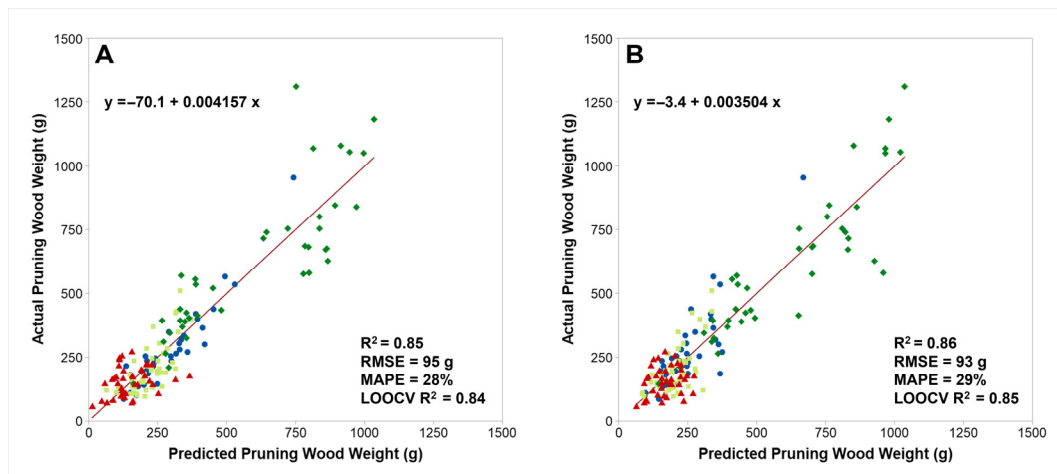 A
y =–70.1 + 0.004157 x
R² = 0.85
RMSE = 95 g
MAPE = 28%
LOOCV R² = 0.84
Actual Pruning Wood Weight (g)
1500
1250
1000
750
500
250
0
0 250 500 750 1000 1250 1500
Predicted Pruning Wood Weight (g)
B
y =–3.4 + 0.003504 x
R² = 0.86
RMSE = 93 g
MAPE = 29%
LOOCV R² = 0.85
Actual Pruning Wood Weight (g)
1500
1250
1000
750
500
250
0
0 250 500 750 1000 1250 1500
Predicted Pruning Wood Weight (g)